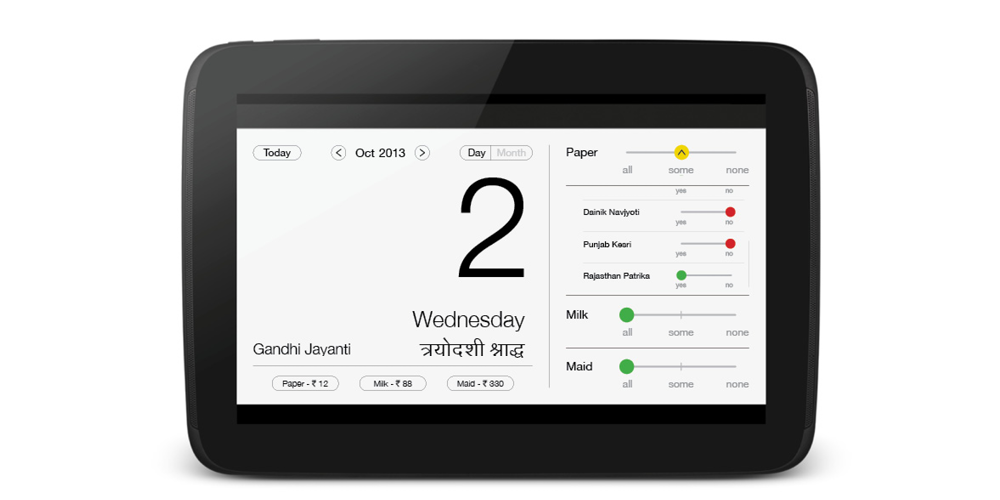 Today
< Oct 2013 >
Day Month
2
Wednesday
Gandhi Jayanti
त्रयोदशी श्राद्ध
Paper - ₹ 12
Milk - ₹ 88
Maid - ₹ 330
Paper
all some none
yes no
Dainik Navjyoti
yes no
Punjab Kesri
yes no
Rajasthan Patrika
yes no
Milk
all some none
Maid
all some none